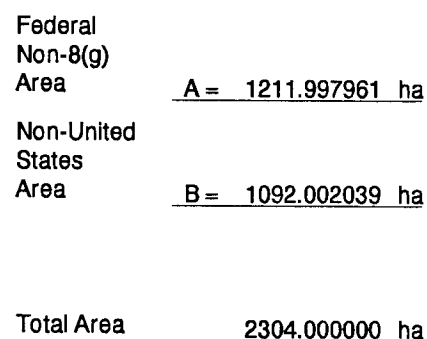 Federal
Non-8(g)
Area A = 1211.997961 ha
Non-United
States
Area B = 1092.002039 ha
Total Area 2304.000000 ha